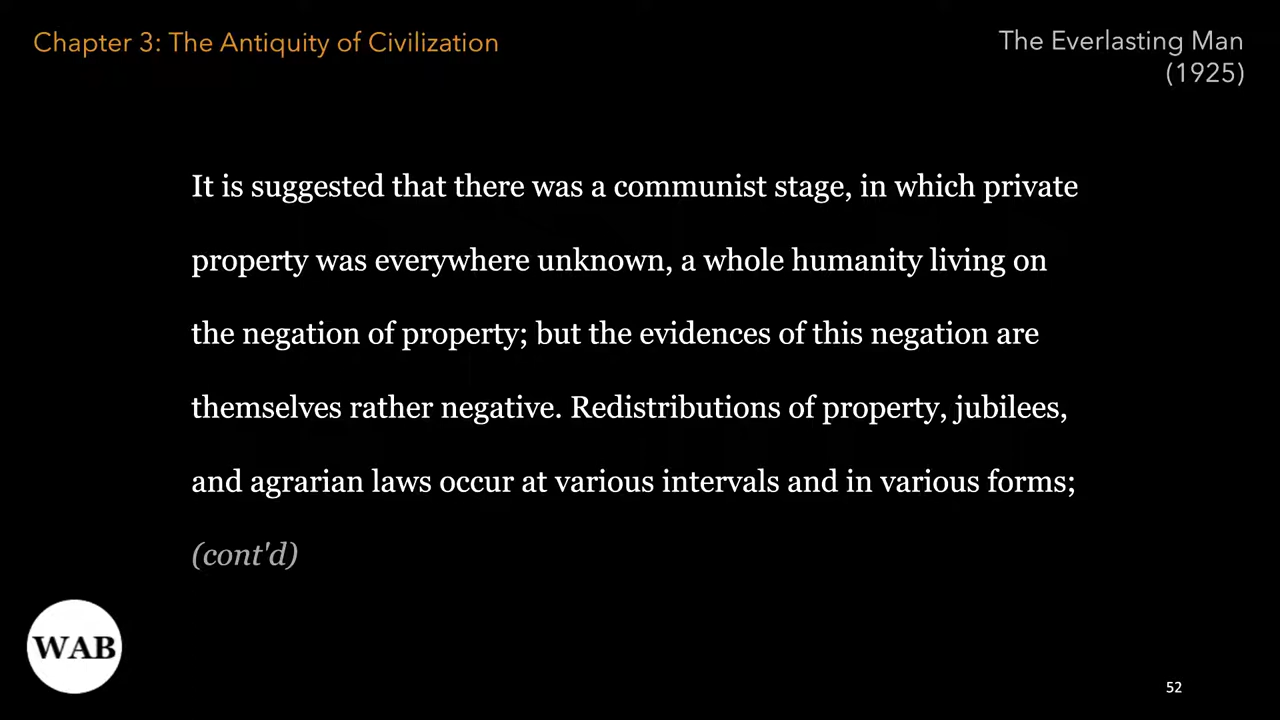 Chapter 3: The Antiquity of Civilization
The Everlasting Man
(1925)
It is suggested that there was a communist stage, in which private
property was everywhere unknown, a whole humanity living on
the negation of property; but the evidences of this negation are
themselves rather negative. Redistributions of property, jubilees,
and agrarian laws occur at various intervals and in various forms;
(cont'd)
WAB
52